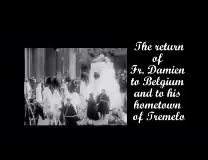 The return
of
Fr. Damien
to Belgium
and to his
hometown
of Tremelo